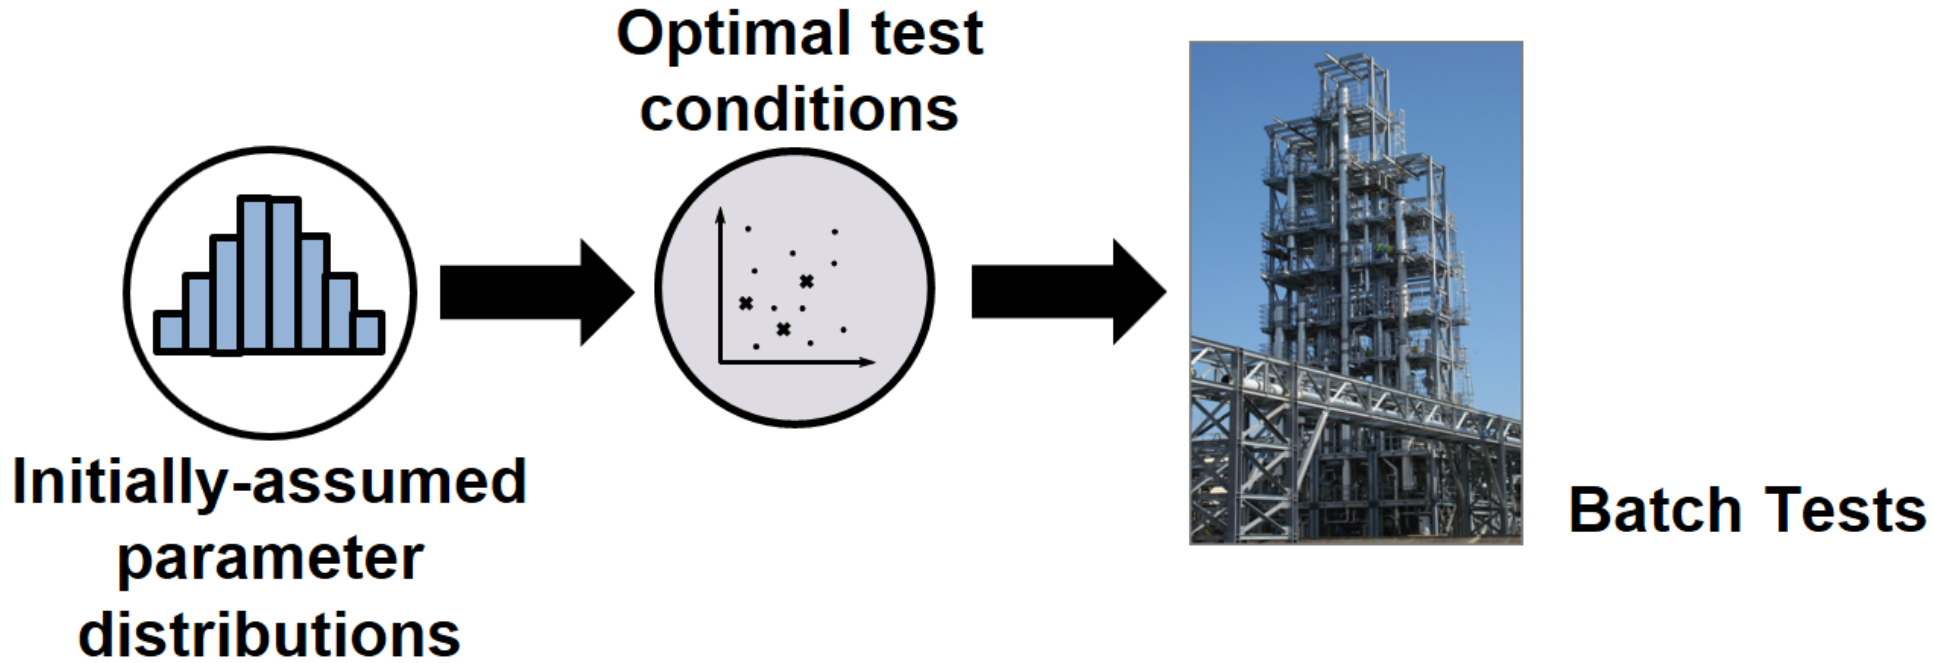 Optimal test
conditions
Initially-assumed
parameter
distributions
Batch Tests